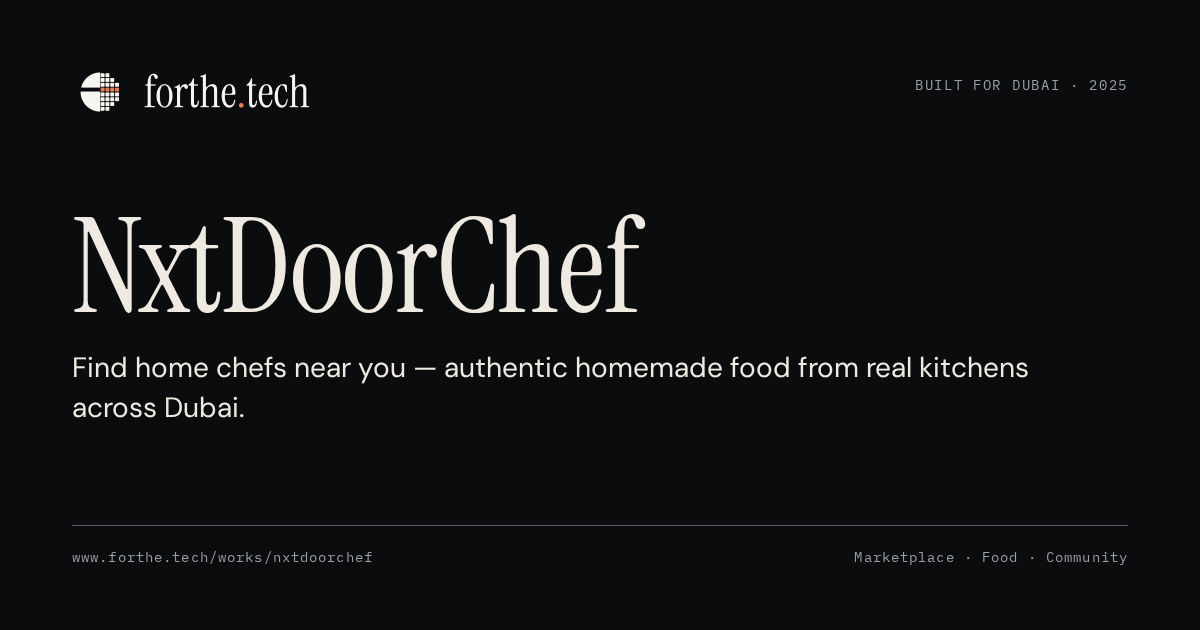 forthe.tech
BUILT FOR DUBAI · 2025
NxtDoorChef
Find home chefs near you — authentic homemade food from real kitchens
across Dubai.
www.forthe.tech/works/nxtdoorchef
Marketplace · Food · Community